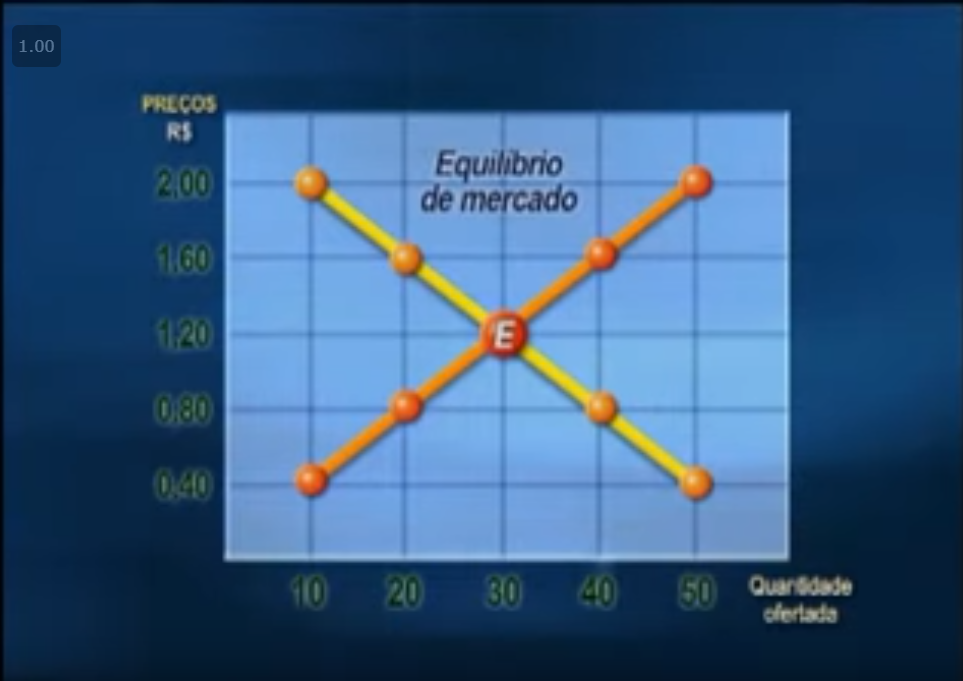 1.00
PREÇOS
R$
Equilíbrio
de mercado
2,00
1,60
1,20
E
0,80
0,40
10 20 30 40 50
Quantidade
ofertada